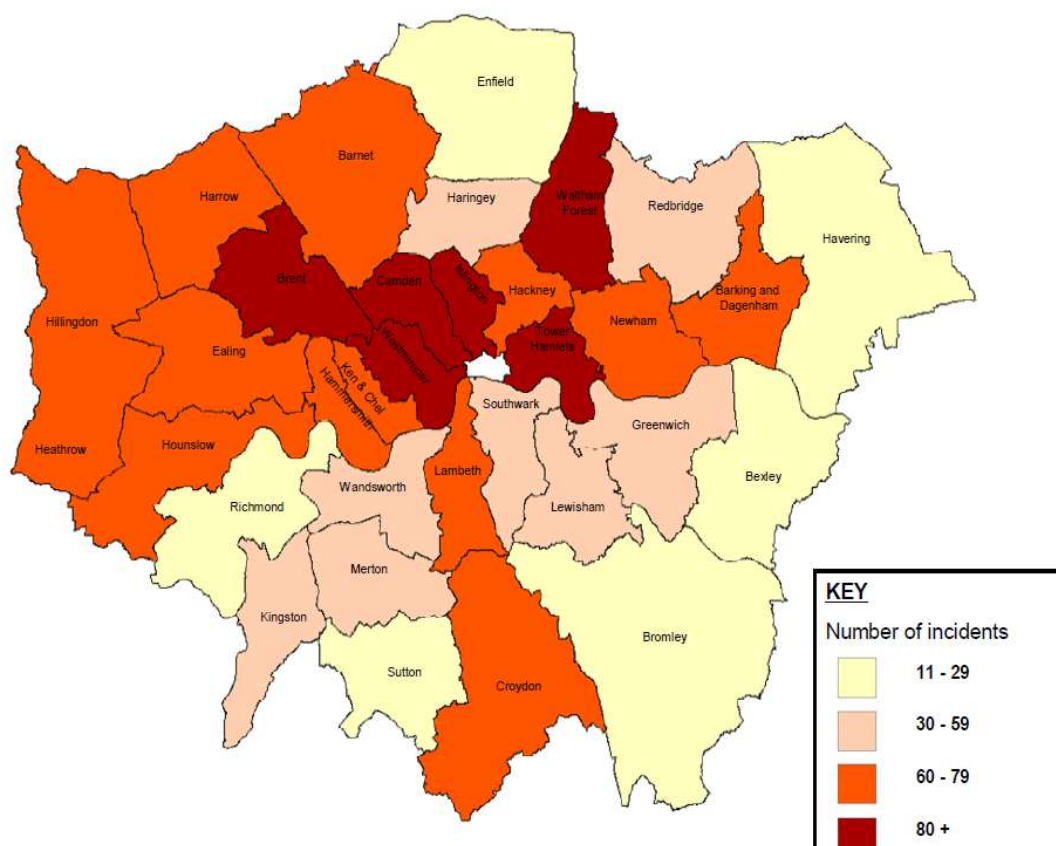 Enfield
Barnet
Harrow
Haringey
Waltham
Forest
Redbridge
Havering
Brent
Camden
Islington
Hackney
Barking and
Dagenham
Hillingdon
Newham
Ealing
Westminster
Tower
Hamlets
Ken & Chel
Hammersmith
Southwark
Greenwich
Heathrow
Hounslow
Lambeth
Bexley
Wandsworth
Richmond
Lewisham
Merton
Kingston
Bromley
Sutton
Croydon
KEY
Number of incidents
11 - 29
30 - 59
60 - 79
80 +